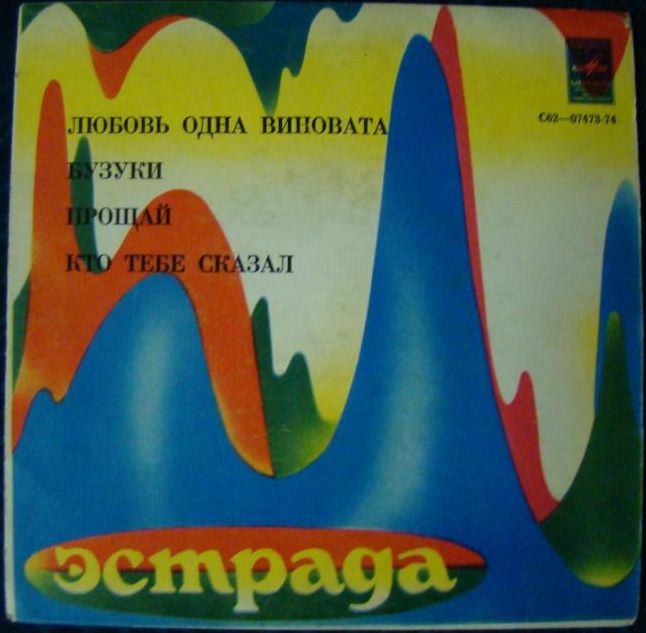 ЛЮБОВЬ ОДНА ВИНОВАТА
С62—07473-74
БУЗУКИ
ПРОЩАЙ
КТО ТЕБЕ СКАЗАЛ
эстрада